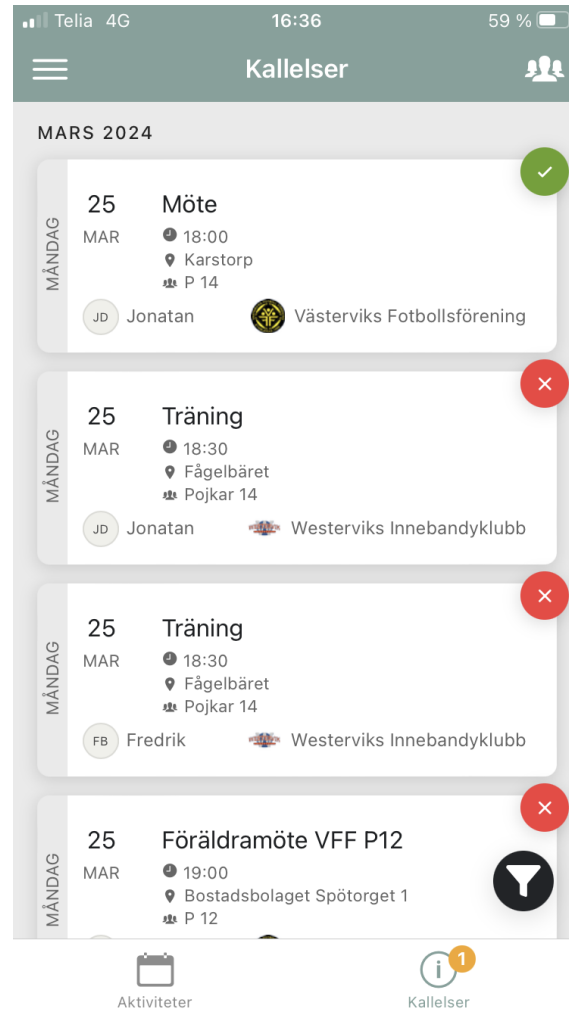 Telia 4G 16:36 59 %
Kallelser
MARS 2024
MÅNDAG
25 Möte
MAR 18:00
Karstorp
P 14
JD Jonatan Västerviks Fotbollsförening
MÅNDAG
25 Träning
MAR 18:30
Fågelbäret
Pojkar 14
JD Jonatan Westerviks Innebandyklubb
MÅNDAG
25 Träning
MAR 18:30
Fågelbäret
Pojkar 14
FB Fredrik Westerviks Innebandyklubb
MÅNDAG
25 Föräldramöte VFF P12
MAR 19:00
Bostadsbolaget Spötorget 1
P 12
1
Aktiviteter Kallelser